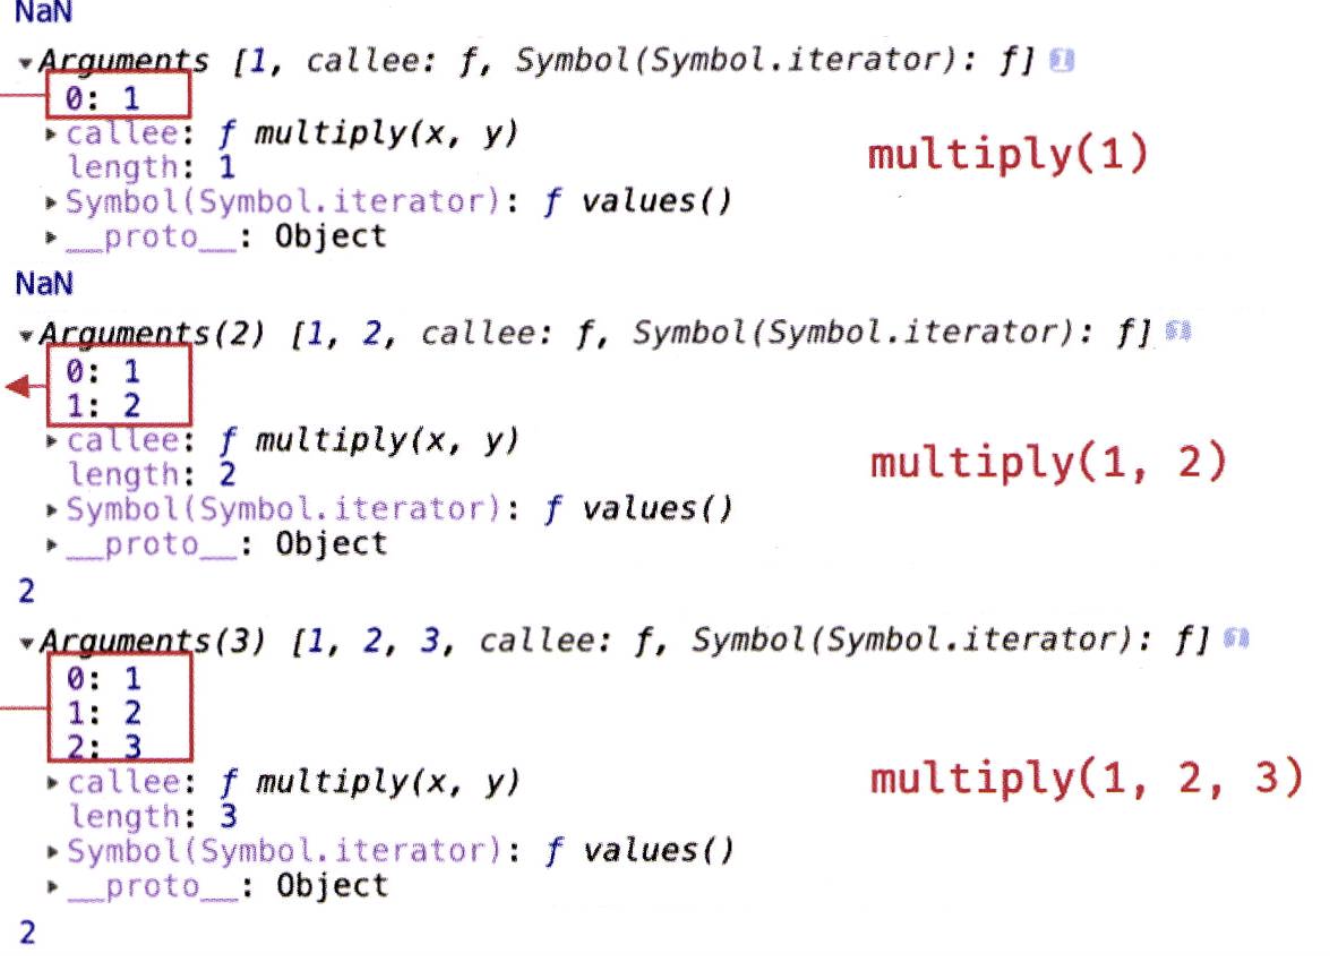 NaN
▾Arguments [1, callee: ƒ, Symbol(Symbol.iterator): ƒ]
0: 1
▸callee: ƒ multiply(x, y)
multiply(1)
length: 1
▸Symbol(Symbol.iterator): ƒ values()
▸__proto__: Object
NaN
▾Arguments(2) [1, 2, callee: ƒ, Symbol(Symbol.iterator): ƒ]
0: 1
1: 2
▸callee: ƒ multiply(x, y)
multiply(1, 2)
length: 2
▸Symbol(Symbol.iterator): ƒ values()
▸__proto__: Object
2
▾Arguments(3) [1, 2, 3, callee: ƒ, Symbol(Symbol.iterator): ƒ]
0: 1
1: 2
2: 3
▸callee: ƒ multiply(x, y)
multiply(1, 2, 3)
length: 3
▸Symbol(Symbol.iterator): ƒ values()
▸__proto__: Object
2